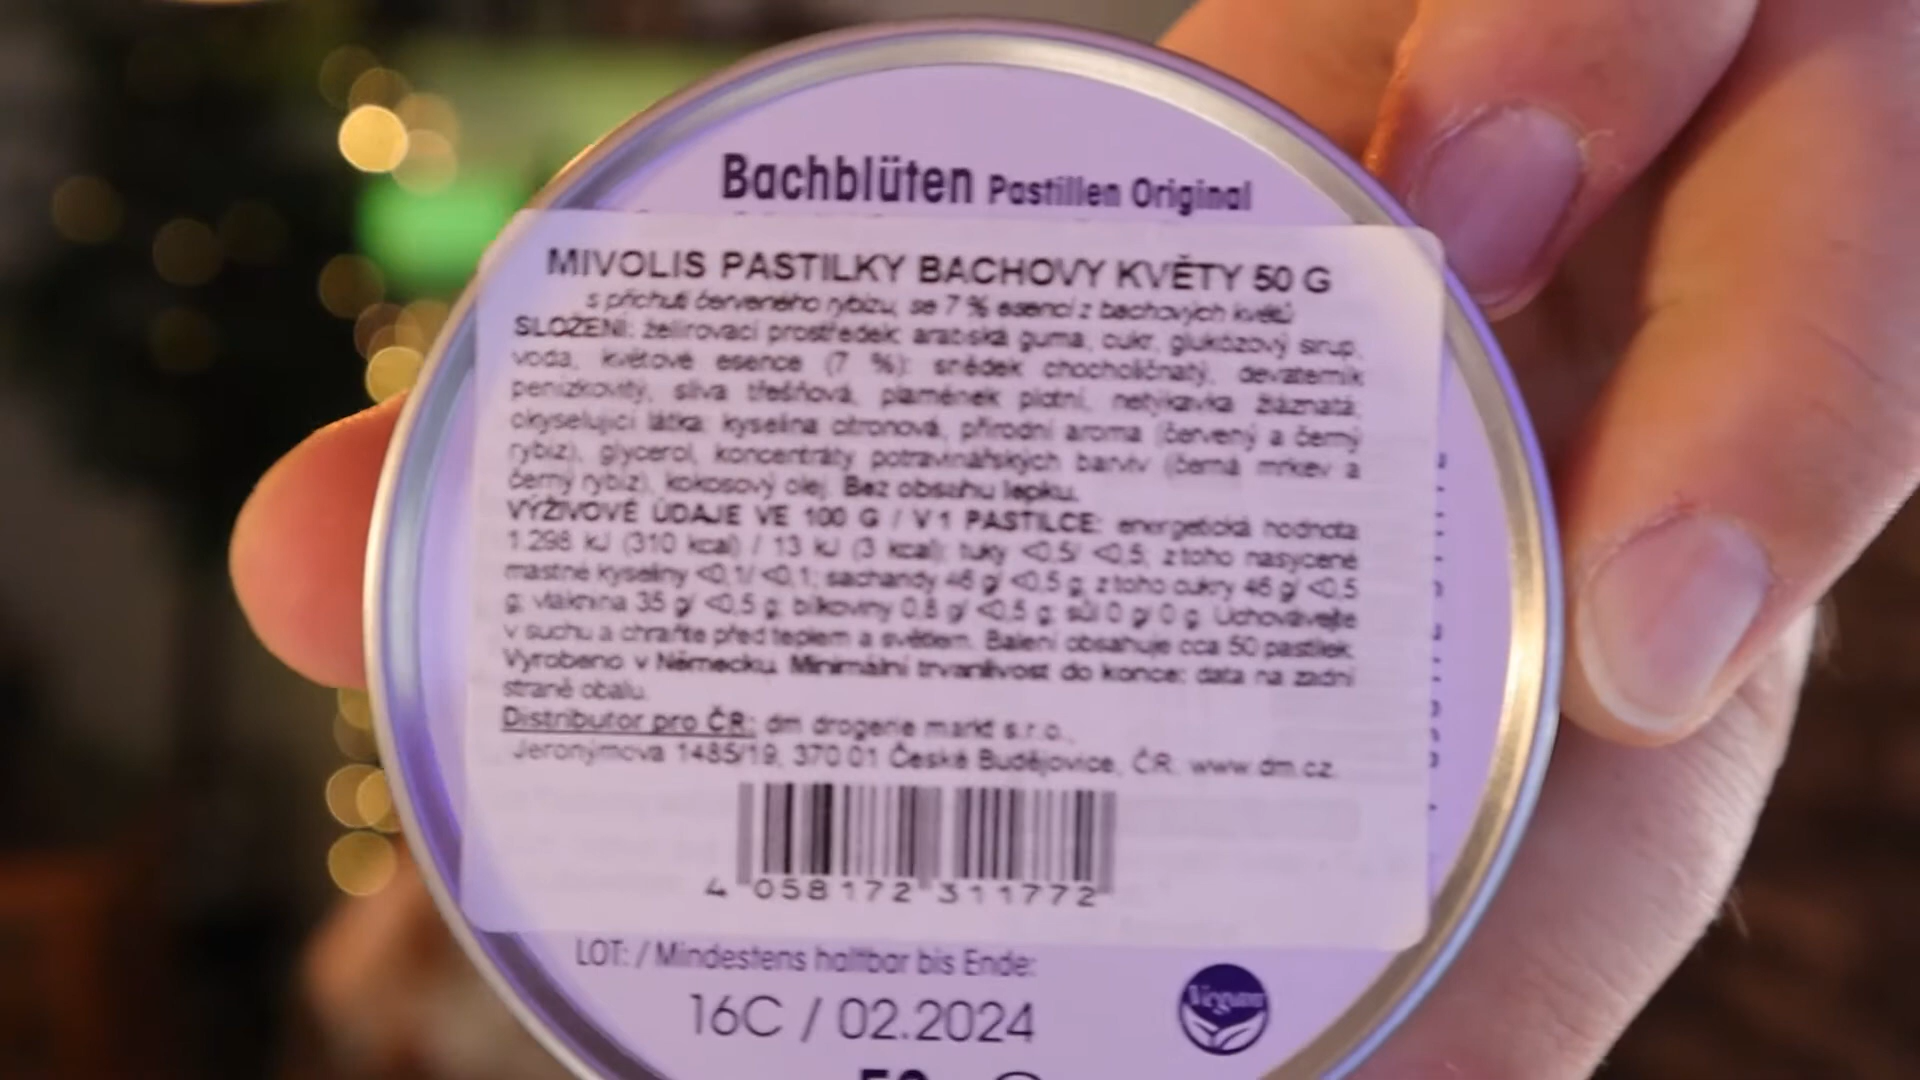 Bachblüten Pastillen Original
MIVOLIS PASTILKY BACHOVY KVĚTY 50 G
s příchutí červeného rybízu, se 7 % esencí z bachových květů
SLOŽENÍ: želírovací prostředek: arabská guma, cukr, glukózový sirup,
voda, květové esence (7 %): snědek chocholičnatý, devaterník
penízkovitý, slíva třešňová, plamének plotní, netýkavka žláznatá;
okyselující látka: kyselina citronová, přírodní aroma (červený a černý
rybíz), glycerol, koncentráty potravinářských barviv (černá mrkev a
černý rybíz), kokosový olej. Bez obsahu lepku.
VÝŽIVOVÉ ÚDAJE VE 100 G / V 1 PASTILCE: energetická hodnota
1.298 kJ (310 kcal) / 13 kJ (3 kcal); tuky <0,5/ <0,5; z toho nasycené
mastné kyseliny <0,1/ <0,1; sacharidy 46 g/ <0,5 g; z toho cukry 46 g/ <0,5
g; vláknina 35 g/ <0,5 g; bílkoviny 0,8 g/ <0,5 g; sůl 0 g/ 0 g. Uchovávejte
v suchu a chraňte před teplem a světlem. Balení obsahuje cca 50 pastilek.
Vyrobeno v Německu. Minimální trvanlivost do konce: data na zadní
straně obalu.
Distributor pro ČR: dm drogerie markt s.r.o.,
Jeronýmova 1485/19, 370 01 České Budějovice, ČR, www.dm.cz
4 058172 311772
LOT: / Mindestens haltbar bis Ende:
16C / 02.2024
Vegan